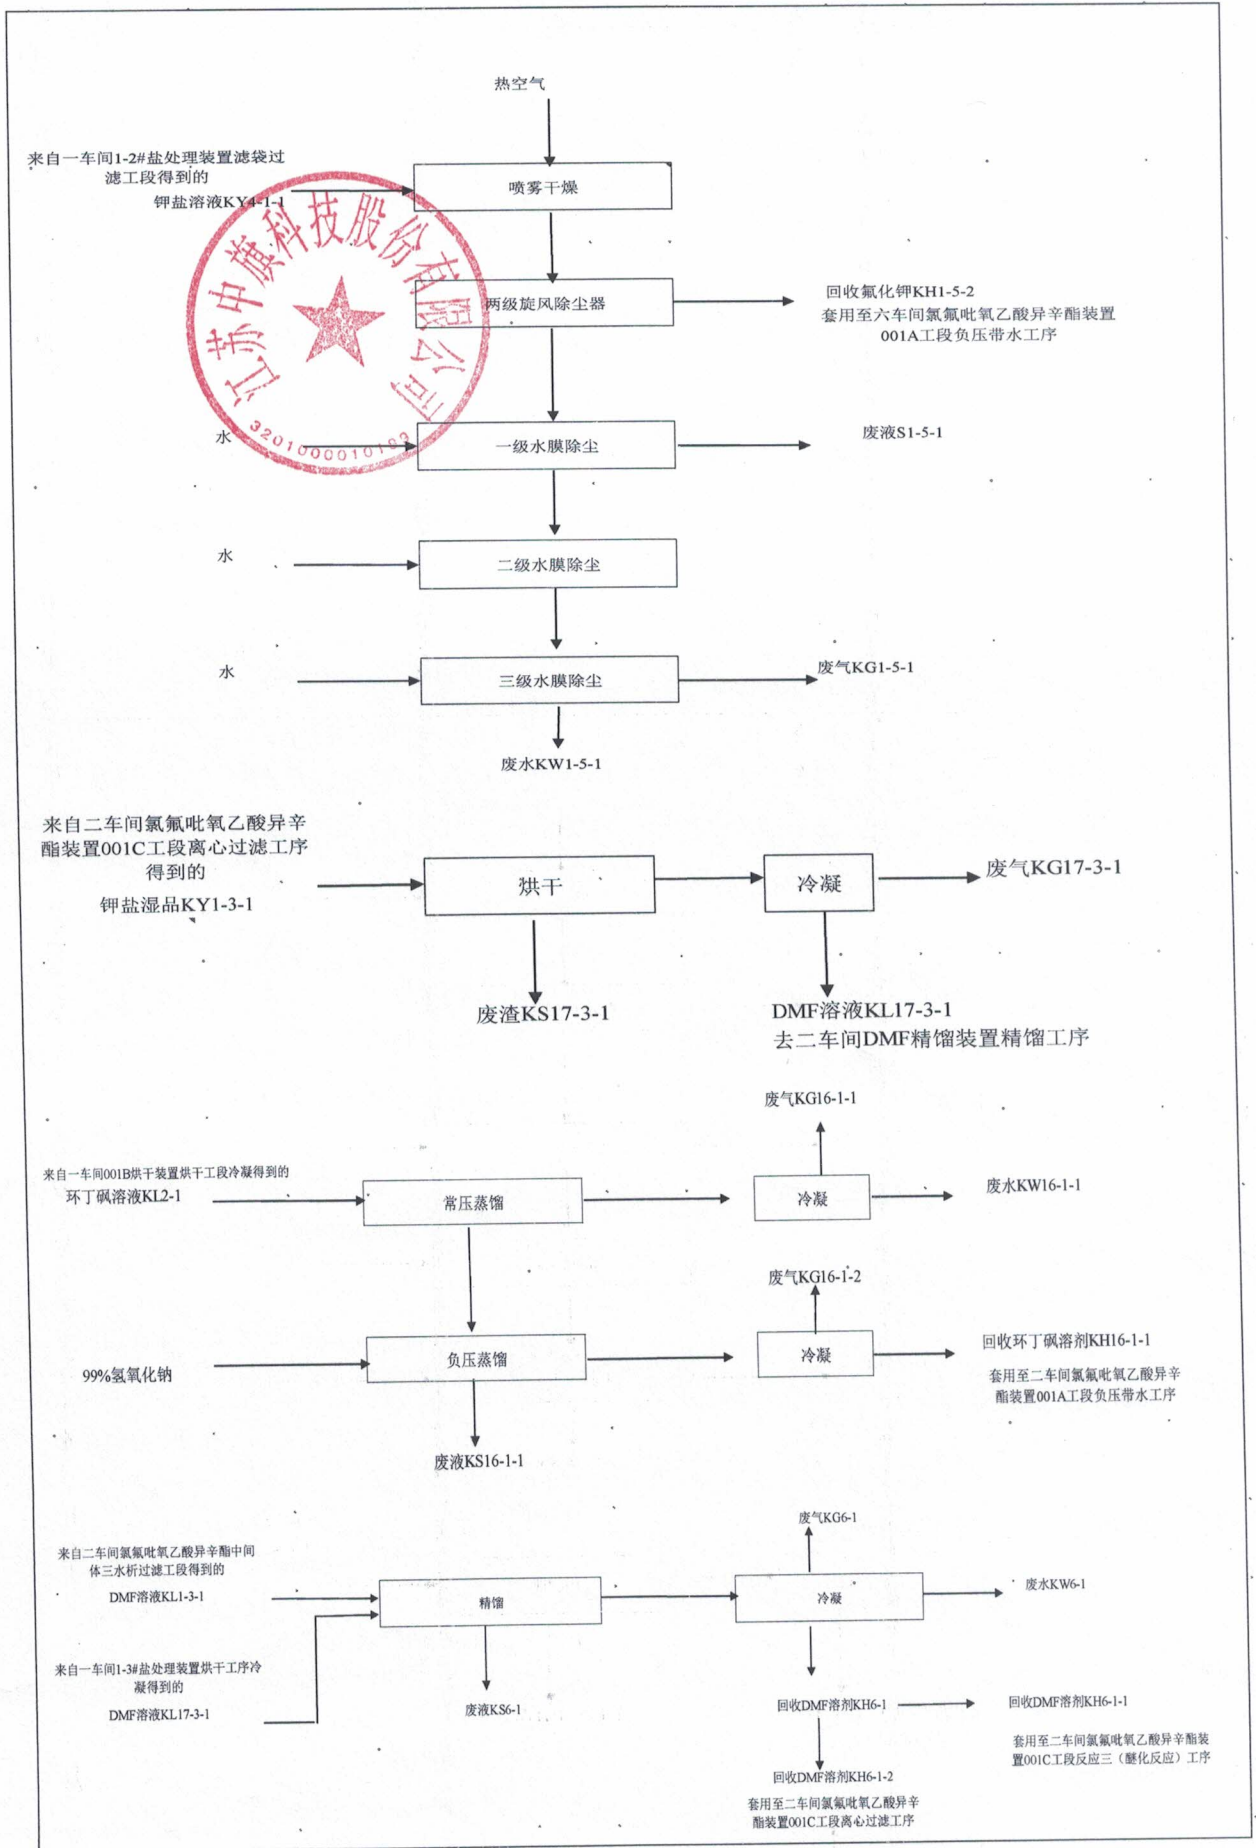 热空气
来自一车间1-2#盐处理装置滤袋过
滤工段得到的
钾盐溶液KY4-1-1
喷雾干燥
江苏中旗科技股份有限公司
两级旋风除尘器
回收氟化钾KH1-5-2
套用至六车间氯氟吡氧乙酸异辛酯装置
001A工段负压带水工序
水
一级水膜除尘
废液S1-5-1
水
二级水膜除尘
水
三级水膜除尘
废气KG1-5-1
废水KW1-5-1
来自二车间氯氟吡氧乙酸异辛
酯装置001C工段离心过滤工序
得到的
钾盐湿品KY1-3-1
烘干
冷凝
废气KG17-3-1
废渣KS17-3-1
DMF溶液KL17-3-1
去二车间DMF精馏装置精馏工序
废气KG16-1-1
来自一车间001B烘干装置烘干工段冷凝得到的
环丁砜溶液KL2-1
常压蒸馏
冷凝
废水KW16-1-1
废气KG16-1-2
99%氢氧化钠
负压蒸馏
冷凝
回收环丁砜溶剂KH16-1-1
套用至二车间氯氟吡氧乙酸异辛
酯装置001A工段负压带水工序
废液KS16-1-1
废气KG6-1
来自二车间氯氟吡氧乙酸异辛酯中间
体三水析过滤工段得到的
DMF溶液KL1-3-1
精馏
冷凝
废水KW6-1
来自一车间1-3#盐处理装置烘干工序冷
凝得到的
DMF溶液KL17-3-1
废液KS6-1
回收DMF溶剂KH6-1
回收DMF溶剂KH6-1-1
套用至二车间氯氟吡氧乙酸异辛酯装
置001C工段反应三（醚化反应）工序
回收DMF溶剂KH6-1-2
套用至二车间氯氟吡氧乙酸异辛
酯装置001C工段离心过滤工序